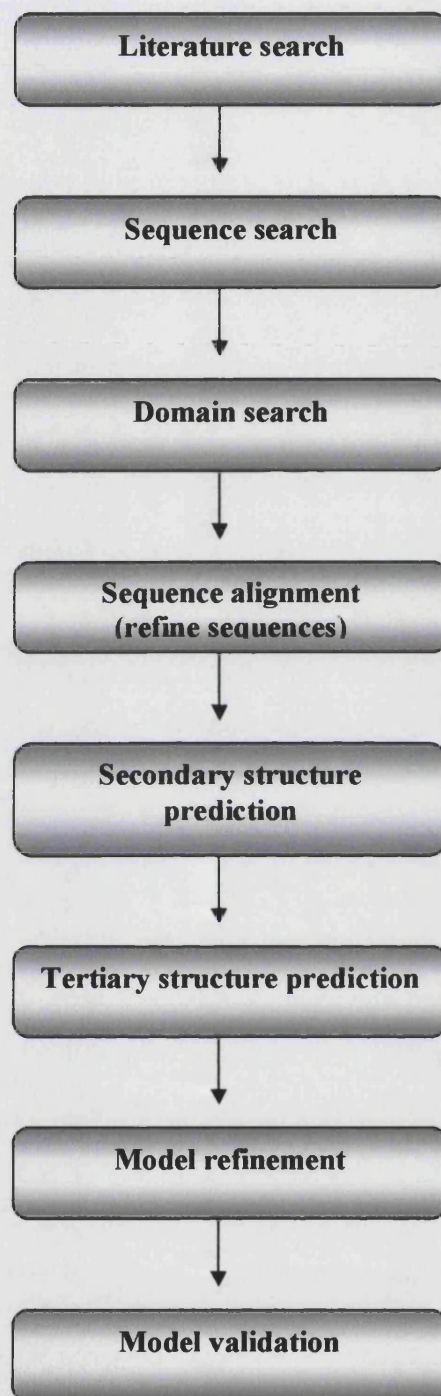 Literature search
Sequence search
Domain search
Sequence alignment
(refine sequences)
Secondary structure
prediction
Tertiary structure prediction
Model refinement
Model validation